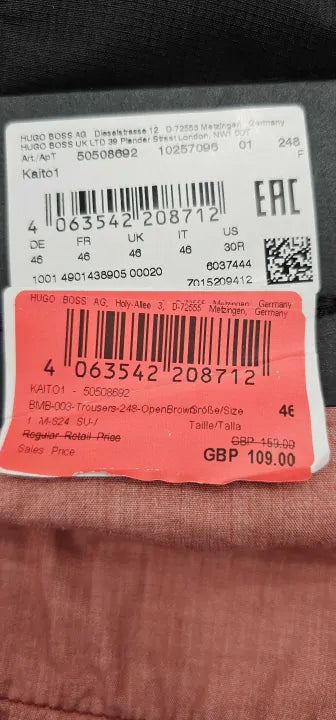 HUGO BOSS AG Dieselstrasse 12 D-72555 Metzingen, Germany
HUGO BOSS UK LTD 39 Plender Street London, NW1 0DT
Art./ApT 50508692 10257096 01 248
Kaito1 F
4 063542 208712
EAC
DE FR UK IT US
46 46 46 46 30R
6037444
1001 4901438905 00020 7015209412
HUGO BOSS AG, Holy-Allee 3, D-72555 Metzingen, Germany
4 063542 208712
KAITO1 - 50508692
BMB-003-Trousers-248-OpenBrown Größe/Size 46
1 M-S24 SU-/ Taille/Talla
Regular Retail Price GBP 159.00
Sales Price GBP 109.00